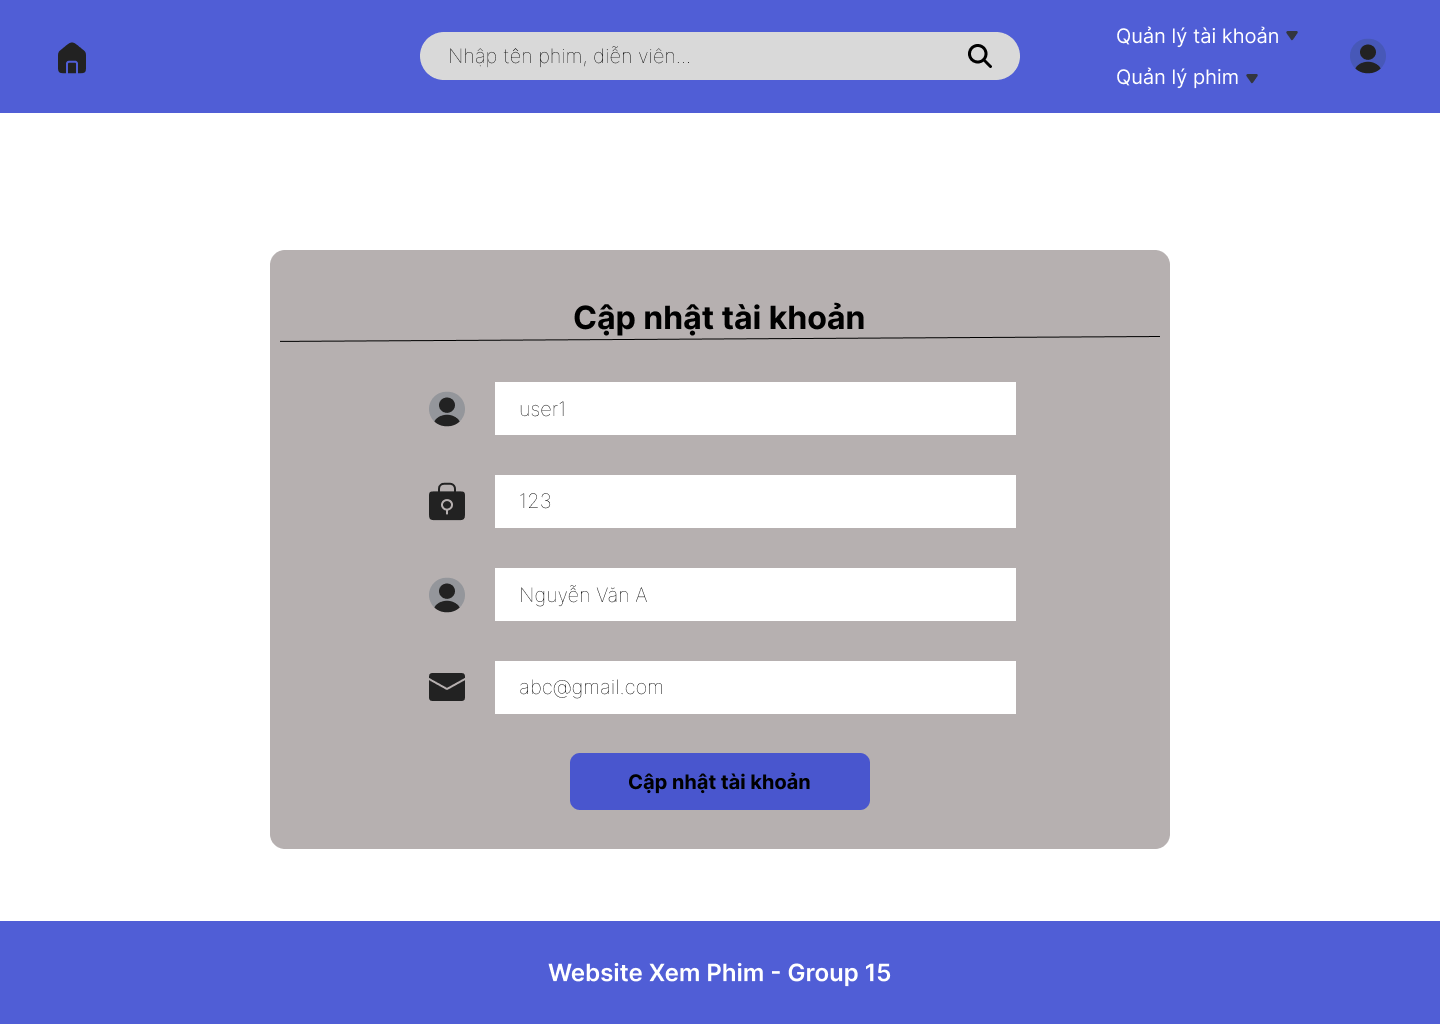 Nhập tên phim, diễn viên...
Quản lý tài khoản
Quản lý phim
Cập nhật tài khoản
user1
123
Nguyễn Văn A
abc@gmail.com
Cập nhật tài khoản
Website Xem Phim - Group 15